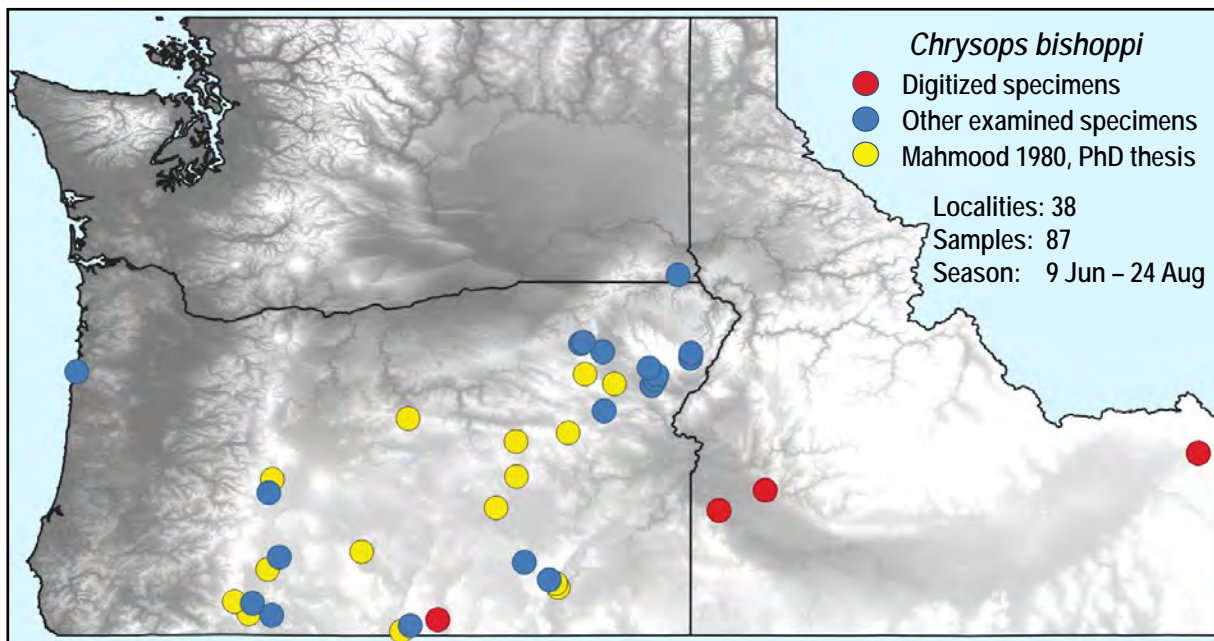 Chrysops bishoppi
Digitized specimens
Other examined specimens
Mahmood 1980, PhD thesis
Localities: 38
Samples: 87
Season: 9 Jun – 24 Aug